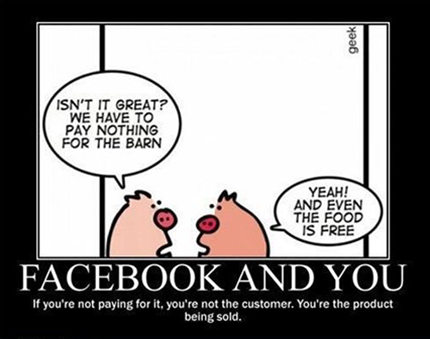 geek
ISN'T IT GREAT?
WE HAVE TO
PAY NOTHING
FOR THE BARN
YEAH!
AND EVEN
THE FOOD
IS FREE
FACEBOOK AND YOU
If you're not paying for it, you're not the customer. You're the product
being sold.